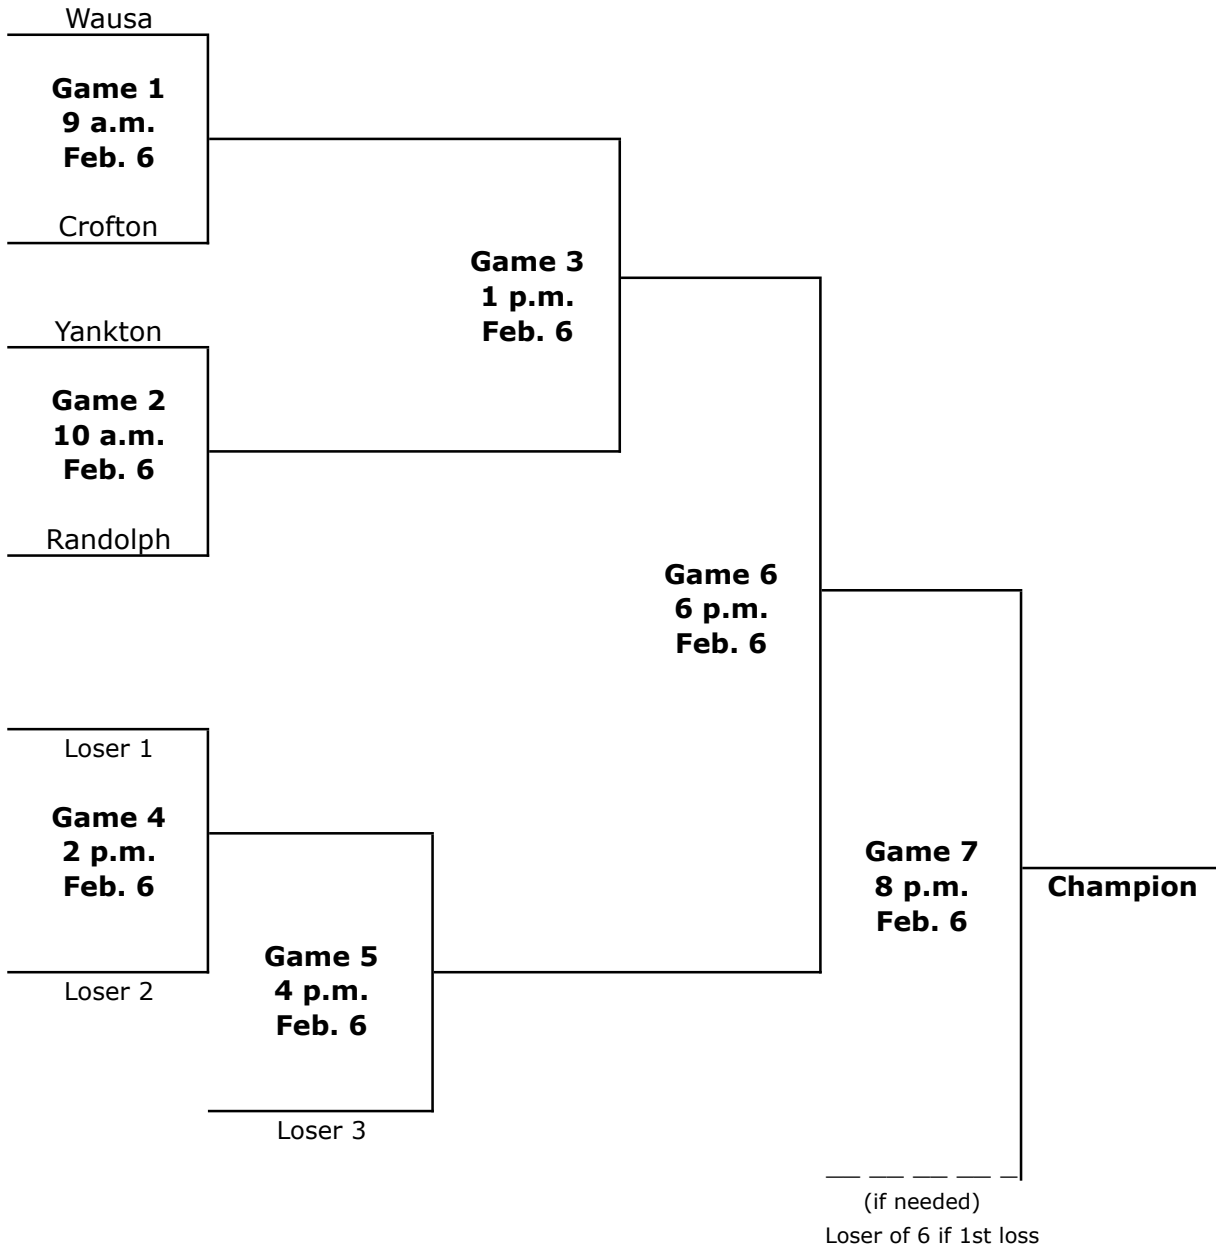 Wausa
Game 1
9 a.m.
Feb. 6
Crofton
Game 3
1 p.m.
Feb. 6
Yankton
Game 2
10 a.m.
Feb. 6
Randolph
Game 6
6 p.m.
Feb. 6
Loser 1
Game 4
2 p.m.
Feb. 6
Loser 2
Game 5
4 p.m.
Feb. 6
Loser 3
Game 7
8 p.m.
Feb. 6
Champion
(if needed)
Loser of 6 if 1st loss